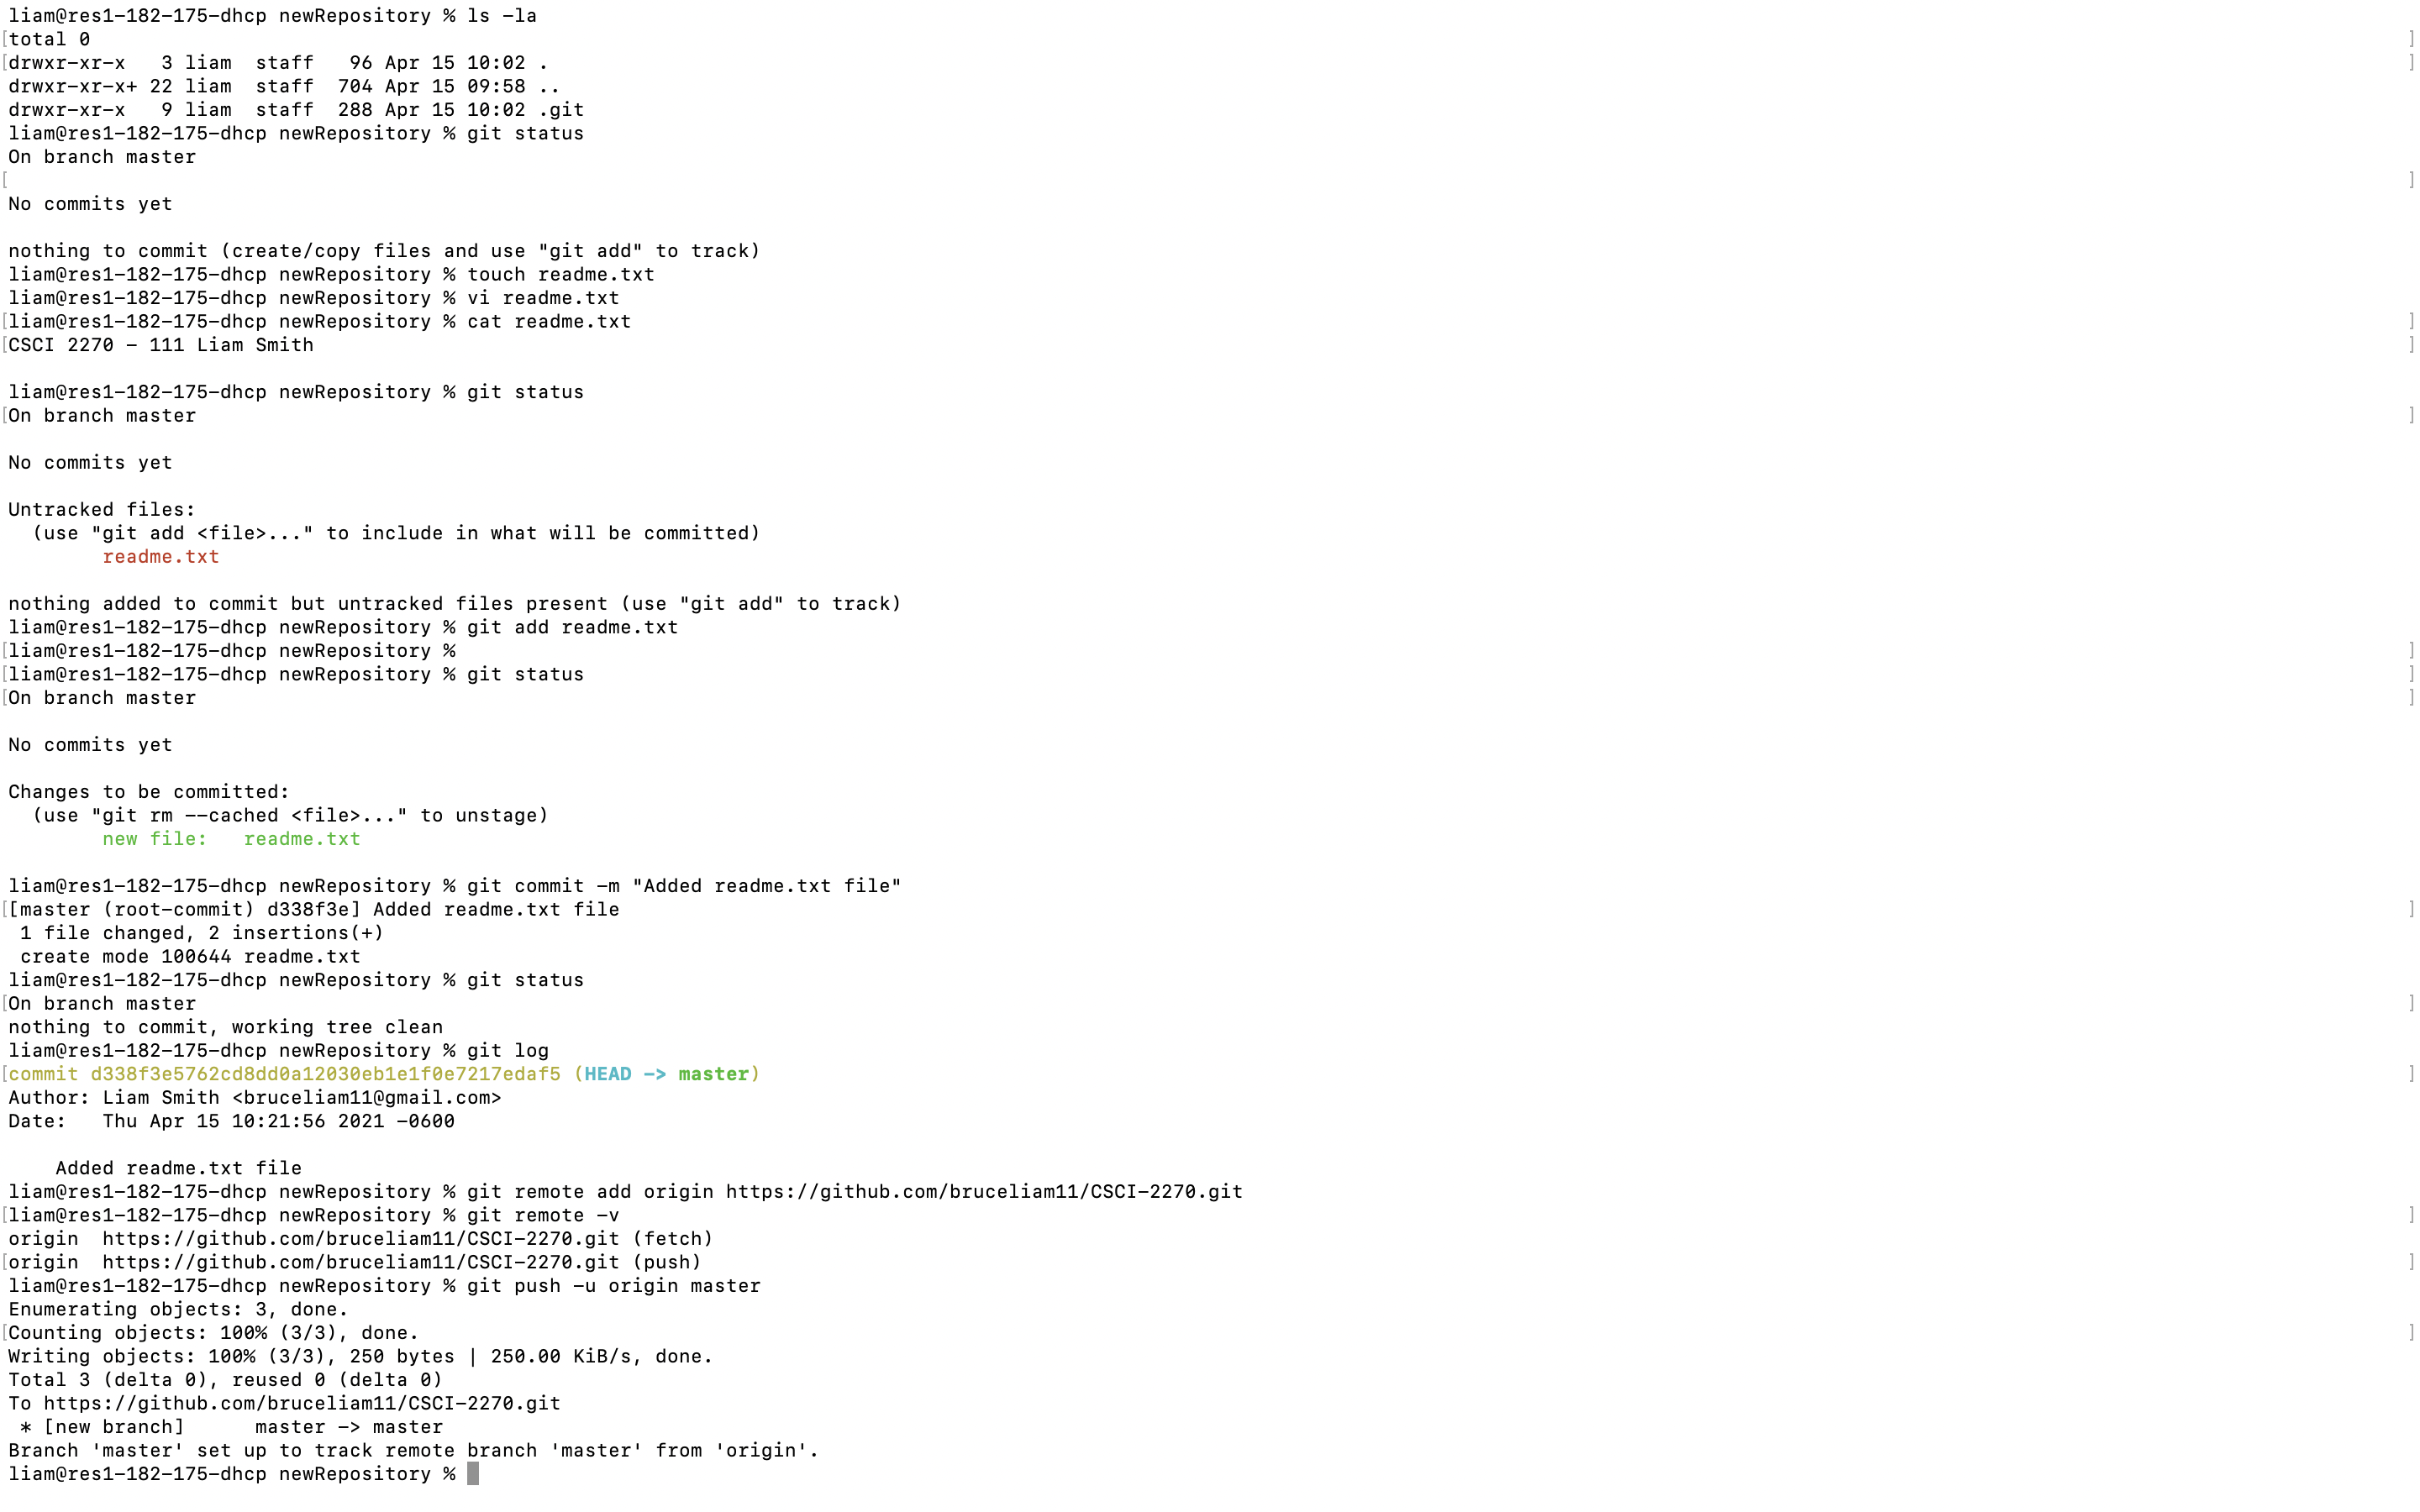 liam@res1-182-175-dhcp newRepository % ls -la
[total 0 ]
[drwxr-xr-x   3 liam  staff   96 Apr 15 10:02 . ]
drwxr-xr-x+ 22 liam  staff  704 Apr 15 09:58 ..
drwxr-xr-x   9 liam  staff  288 Apr 15 10:02 .git
liam@res1-182-175-dhcp newRepository % git status
On branch master
[ ]
No commits yet
nothing to commit (create/copy files and use "git add" to track)
liam@res1-182-175-dhcp newRepository % touch readme.txt
liam@res1-182-175-dhcp newRepository % vi readme.txt
[liam@res1-182-175-dhcp newRepository % cat readme.txt ]
[CSCI 2270 - 111 Liam Smith ]
liam@res1-182-175-dhcp newRepository % git status
[On branch master ]
No commits yet
Untracked files:
  (use "git add <file>..." to include in what will be committed)
        readme.txt
nothing added to commit but untracked files present (use "git add" to track)
liam@res1-182-175-dhcp newRepository % git add readme.txt
[liam@res1-182-175-dhcp newRepository % ]
[liam@res1-182-175-dhcp newRepository % git status ]
[On branch master ]
No commits yet
Changes to be committed:
  (use "git rm --cached <file>..." to unstage)
        new file:   readme.txt
liam@res1-182-175-dhcp newRepository % git commit -m "Added readme.txt file"
[[master (root-commit) d338f3e] Added readme.txt file ]
 1 file changed, 2 insertions(+)
 create mode 100644 readme.txt
liam@res1-182-175-dhcp newRepository % git status
[On branch master ]
nothing to commit, working tree clean
liam@res1-182-175-dhcp newRepository % git log
[commit d338f3e5762cd8dd0a12030eb1e1f0e7217edaf5 (HEAD -> master) ]
Author: Liam Smith <bruceliam11@gmail.com>
Date:   Thu Apr 15 10:21:56 2021 -0600
    Added readme.txt file
liam@res1-182-175-dhcp newRepository % git remote add origin https://github.com/bruceliam11/CSCI-2270.git
[liam@res1-182-175-dhcp newRepository % git remote -v ]
origin  https://github.com/bruceliam11/CSCI-2270.git (fetch)
[origin  https://github.com/bruceliam11/CSCI-2270.git (push) ]
liam@res1-182-175-dhcp newRepository % git push -u origin master
Enumerating objects: 3, done.
[Counting objects: 100% (3/3), done. ]
Writing objects: 100% (3/3), 250 bytes | 250.00 KiB/s, done.
Total 3 (delta 0), reused 0 (delta 0)
To https://github.com/bruceliam11/CSCI-2270.git
 * [new branch]      master -> master
Branch 'master' set up to track remote branch 'master' from 'origin'.
liam@res1-182-175-dhcp newRepository %